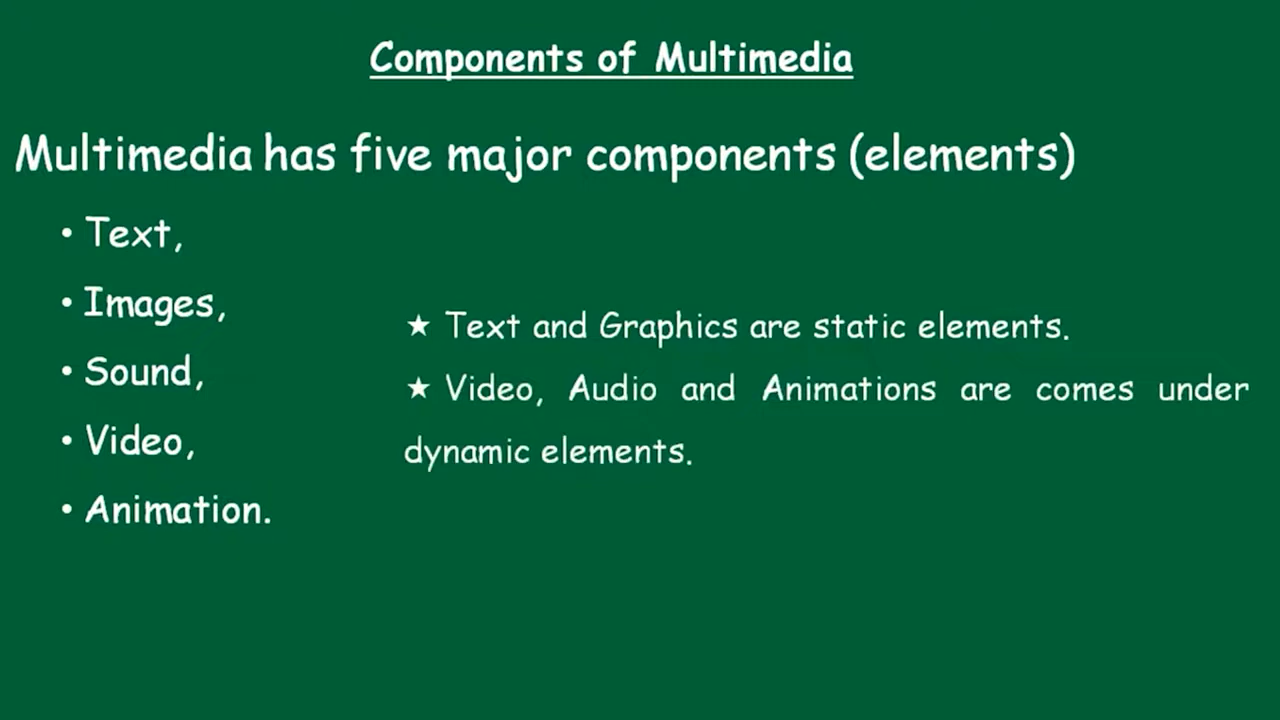 Components of Multimedia
Multimedia has five major components (elements)
• Text,
• Images,
• Sound,
• Video,
• Animation.
★ Text and Graphics are static elements.
★ Video, Audio and Animations are comes under
dynamic elements.